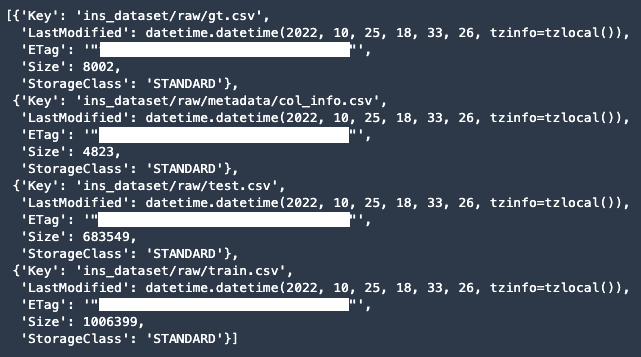 [{'Key': 'ins_dataset/raw/gt.csv',
'LastModified': datetime.datetime(2022, 10, 25, 18, 33, 26, tzinfo=tzlocal()),
'ETag': '" "',
'Size': 8002,
'StorageClass': 'STANDARD'},
{'Key': 'ins_dataset/raw/metadata/col_info.csv',
'LastModified': datetime.datetime(2022, 10, 25, 18, 33, 26, tzinfo=tzlocal()),
'ETag': '" "',
'Size': 4823,
'StorageClass': 'STANDARD'},
{'Key': 'ins_dataset/raw/test.csv',
'LastModified': datetime.datetime(2022, 10, 25, 18, 33, 26, tzinfo=tzlocal()),
'ETag': '" "',
'Size': 683549,
'StorageClass': 'STANDARD'},
{'Key': 'ins_dataset/raw/train.csv',
'LastModified': datetime.datetime(2022, 10, 25, 18, 33, 26, tzinfo=tzlocal()),
'ETag': '" "',
'Size': 1006399,
'StorageClass': 'STANDARD'}]